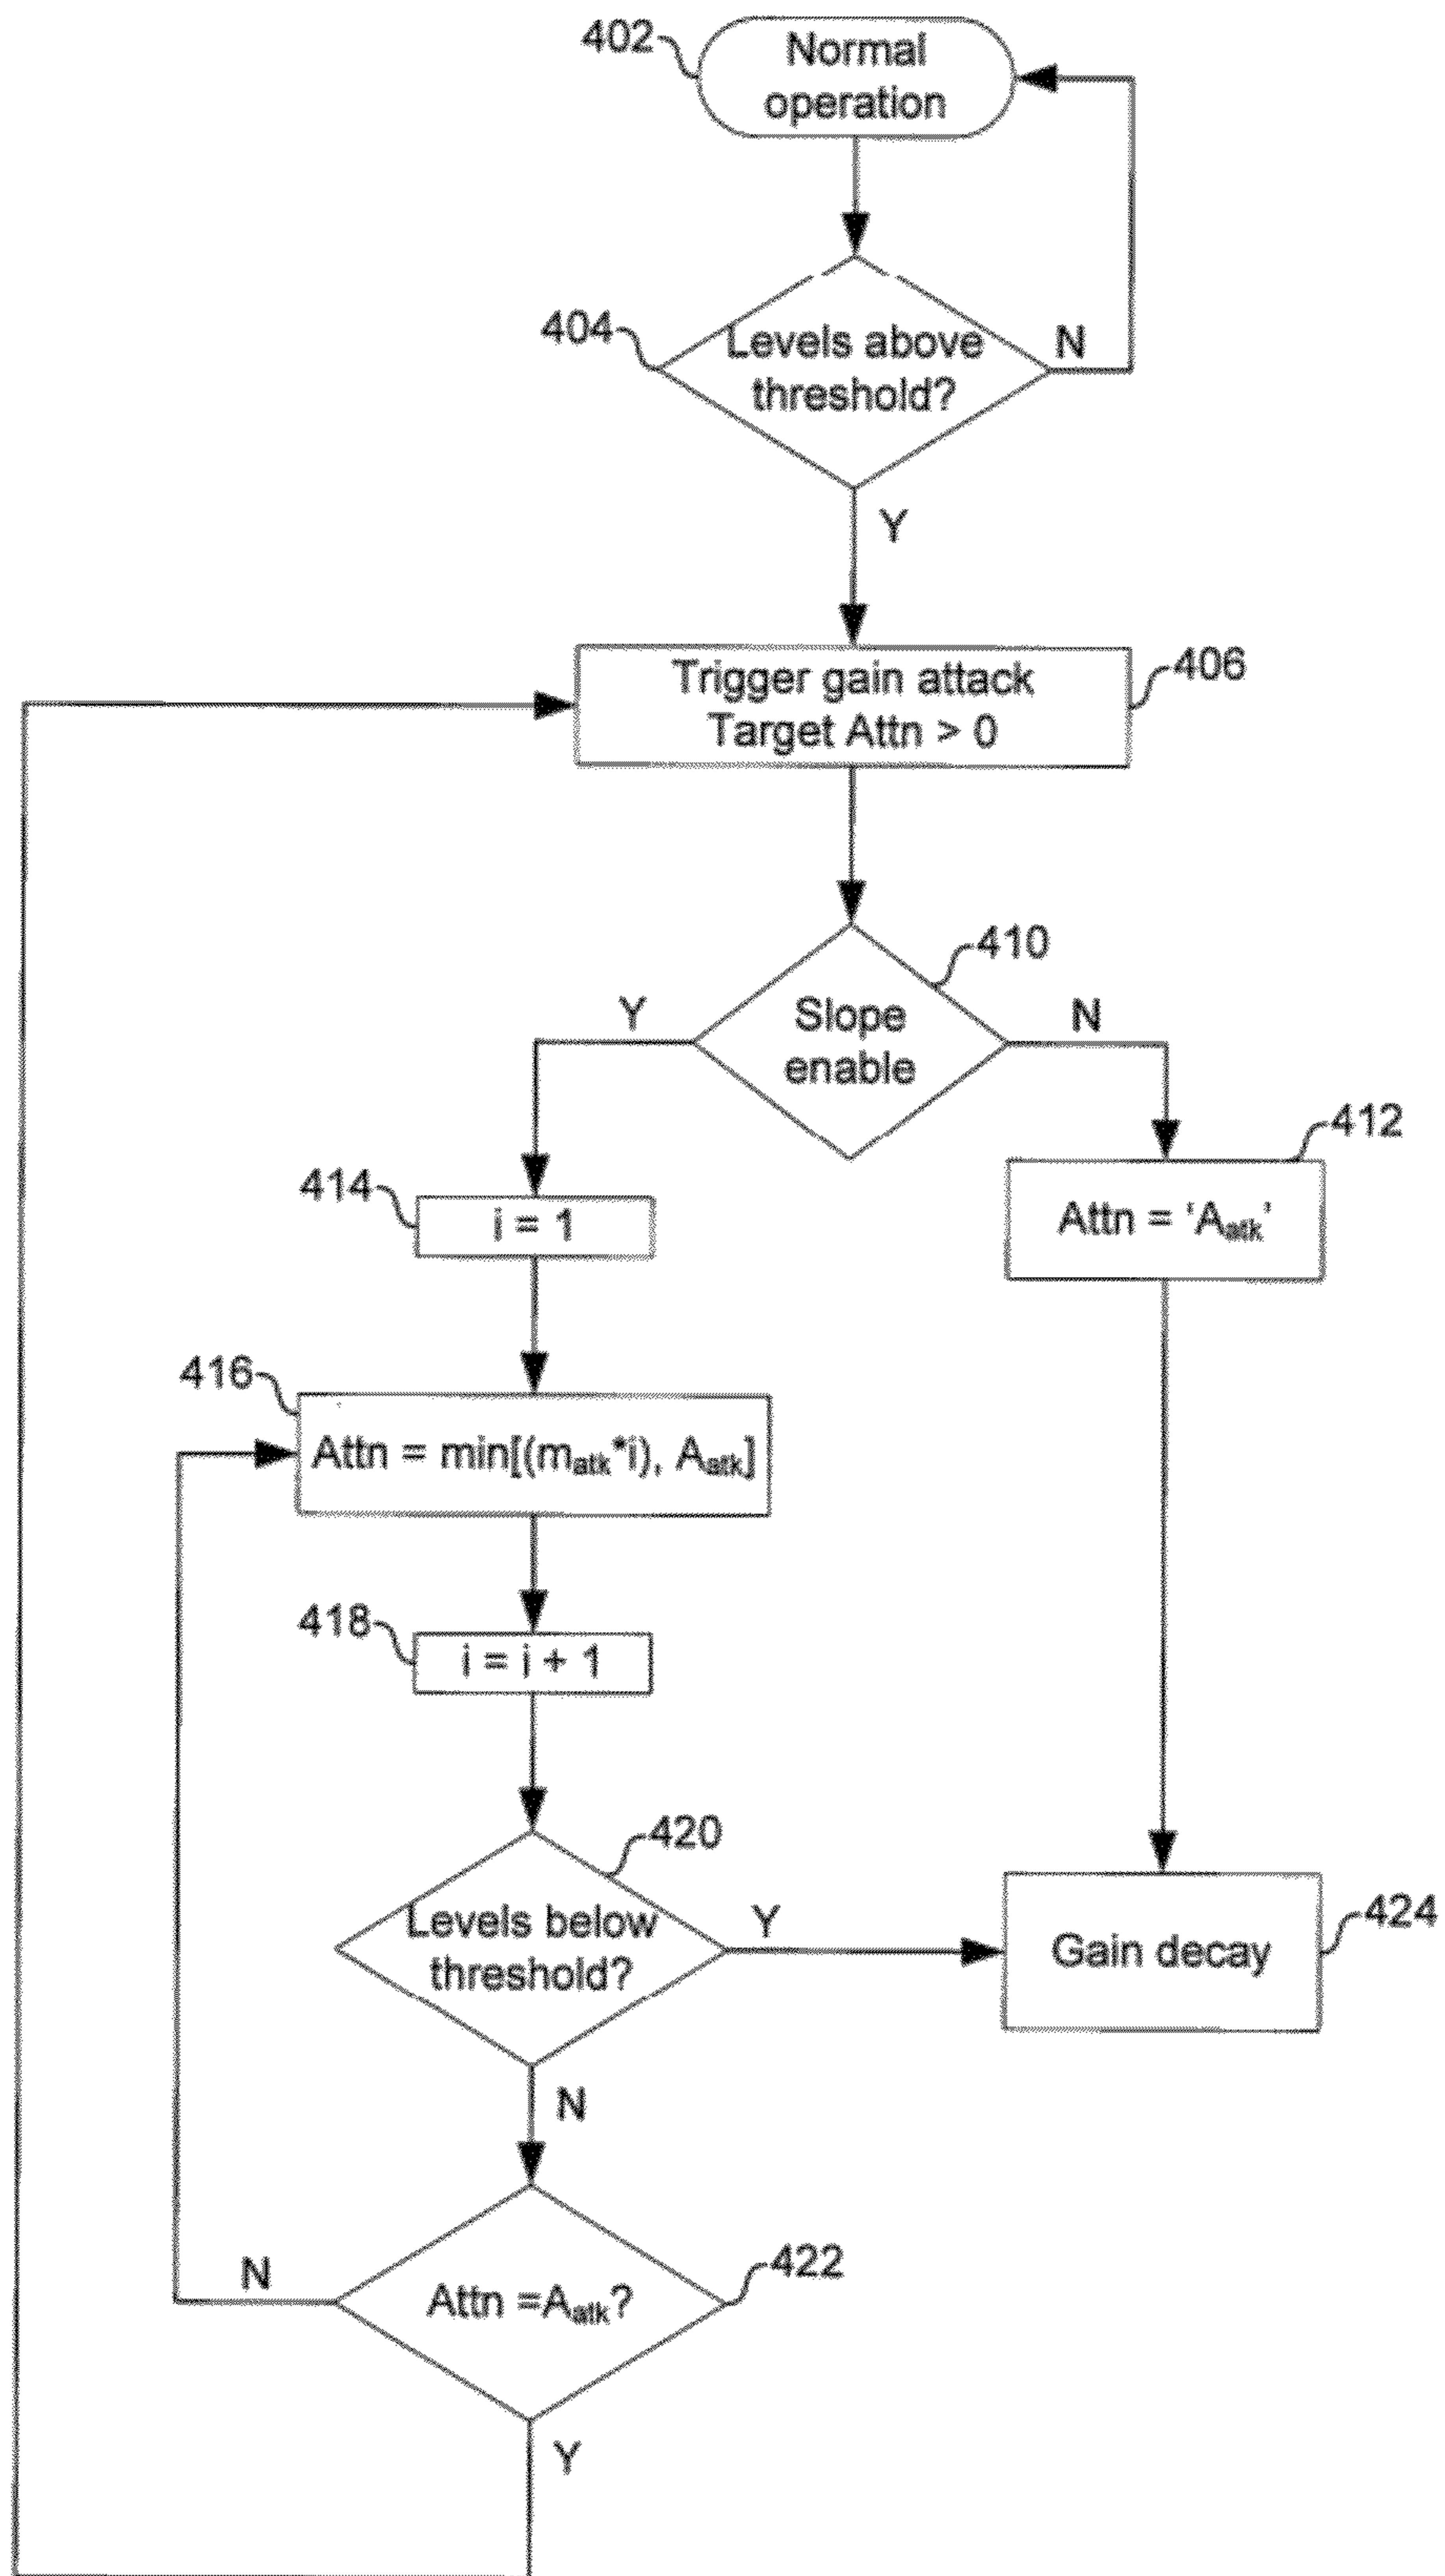 402
Normal
operation
404
Levels above
threshold?
N
Y
Trigger gain attack
Target Attn > 0
406
410
Slope
enable
Y
N
412
Attn = ‘Aatk’
414
i = 1
416
Attn = min[(matk*i), Aatk]
418
i = i + 1
420
Levels below
threshold?
Y
424
Gain decay
N
422
Attn =Aatk?
N
Y